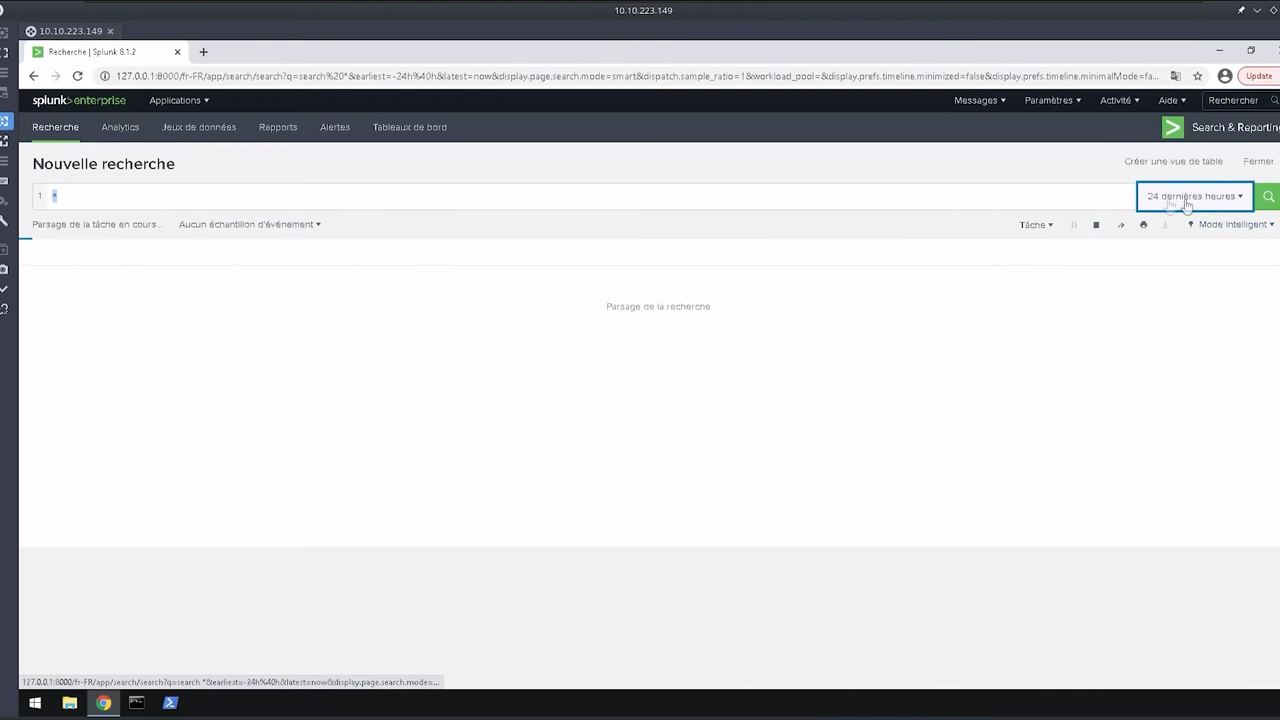 10.10.223.149
10.10.223.149
Recherche | Splunk 8.1.2
127.0.0.1:8000/fr-FR/app/search/search?q=search%20*&earliest=-24h%40h&latest=now&display.page.search.mode=smart&dispatch.sample_ratio=1&workload_pool=&display.prefs.timeline.minimized=false&display.prefs.timeline.minimalMode=fa...
Update
splunk>enterprise Applications Messages Paramètres Activité Aide Rechercher
Recherche Analytics Jeux de données Rapports Alertes Tableaux de bord Search & Reporting
Nouvelle recherche Créer une vue de table Fermer
1 * 24 dernières heures
Parsage de la tâche en cours... Aucun échantillon d'événement Tâche Mode Intelligent
Parsage de la recherche
127.0.0.1:8000/fr-FR/app/search/search?q=search *&earliest=-24h%40h&latest=now&display.page.search.mode=...